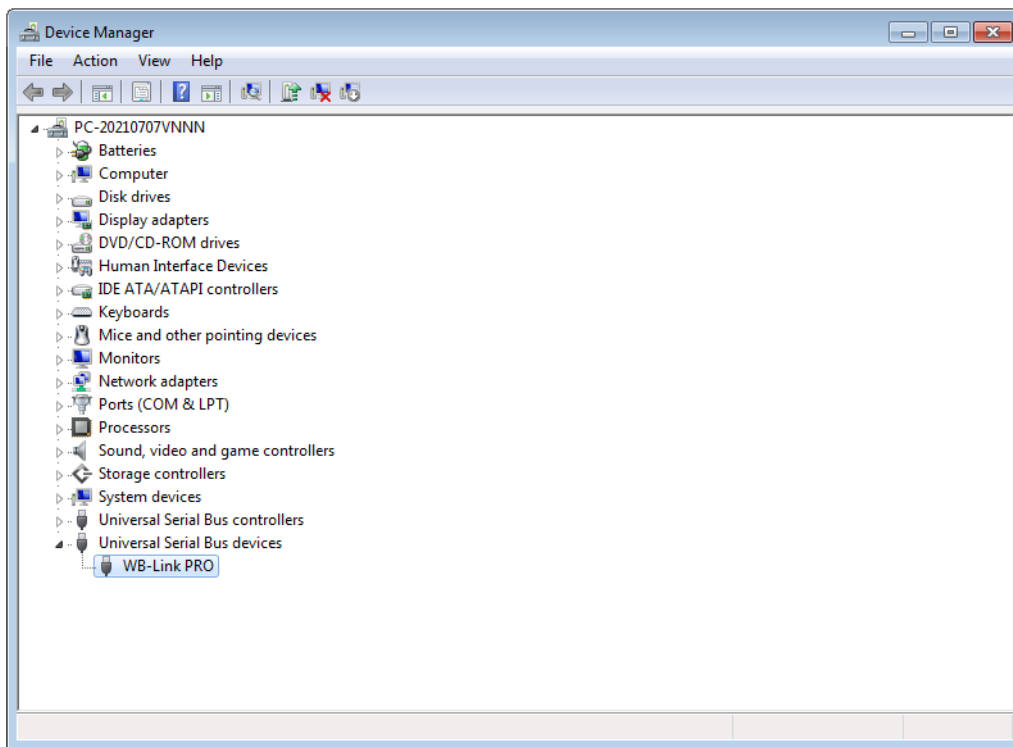 Device Manager
File Action View Help
PC-20210707VNNN
Batteries
Computer
Disk drives
Display adapters
DVD/CD-ROM drives
Human Interface Devices
IDE ATA/ATAPI controllers
Keyboards
Mice and other pointing devices
Monitors
Network adapters
Ports (COM & LPT)
Processors
Sound, video and game controllers
Storage controllers
System devices
Universal Serial Bus controllers
Universal Serial Bus devices
WB-Link PRO